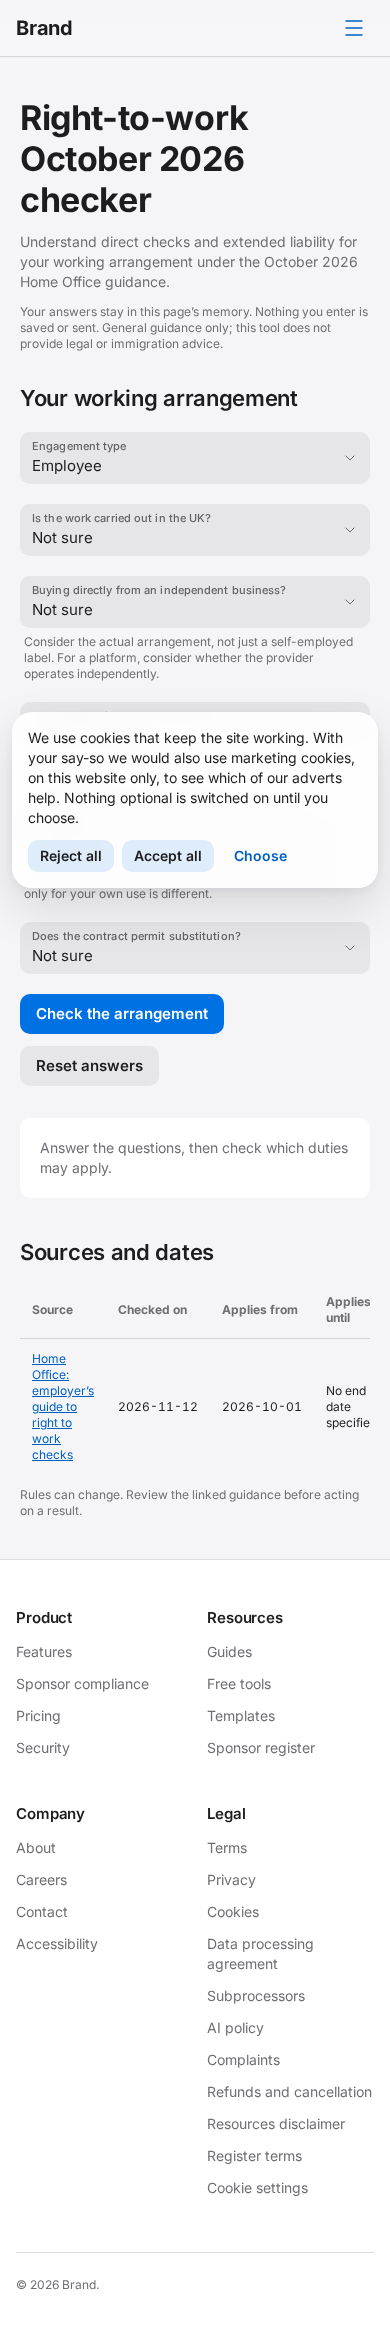 Brand
Right-to-work
October 2026
checker
Understand direct checks and extended liability for
your working arrangement under the October 2026
Home Office guidance.
Your answers stay in this page’s memory. Nothing you enter is
saved or sent. General guidance only; this tool does not
provide legal or immigration advice.
Your working arrangement
Engagement type
Employee
Is the work carried out in the UK?
Not sure
Buying directly from an independent business?
Not sure
Consider the actual arrangement, not just a self-employed
label. For a platform, consider whether the provider
operates independently.
We use cookies that keep the site working. With
your say-so we would also use marketing cookies,
on this website only, to see which of our adverts
help. Nothing optional is switched on until you
choose.
Reject all
Accept all
Choose
only for your own use is different.
Does the contract permit substitution?
Not sure
Check the arrangement
Reset answers
Answer the questions, then check which duties
may apply.
Sources and dates
Source Checked on Applies from Applies
until
Home
Office:
employer’s
guide to
right to
work
checks
2026-11-12 2026-10-01
No end
date
specifie
Rules can change. Review the linked guidance before acting
on a result.
Product
Features
Sponsor compliance
Pricing
Security
Resources
Guides
Free tools
Templates
Sponsor register
Company
About
Careers
Contact
Accessibility
Legal
Terms
Privacy
Cookies
Data processing
agreement
Subprocessors
AI policy
Complaints
Refunds and cancellation
Resources disclaimer
Register terms
Cookie settings
© 2026 Brand.